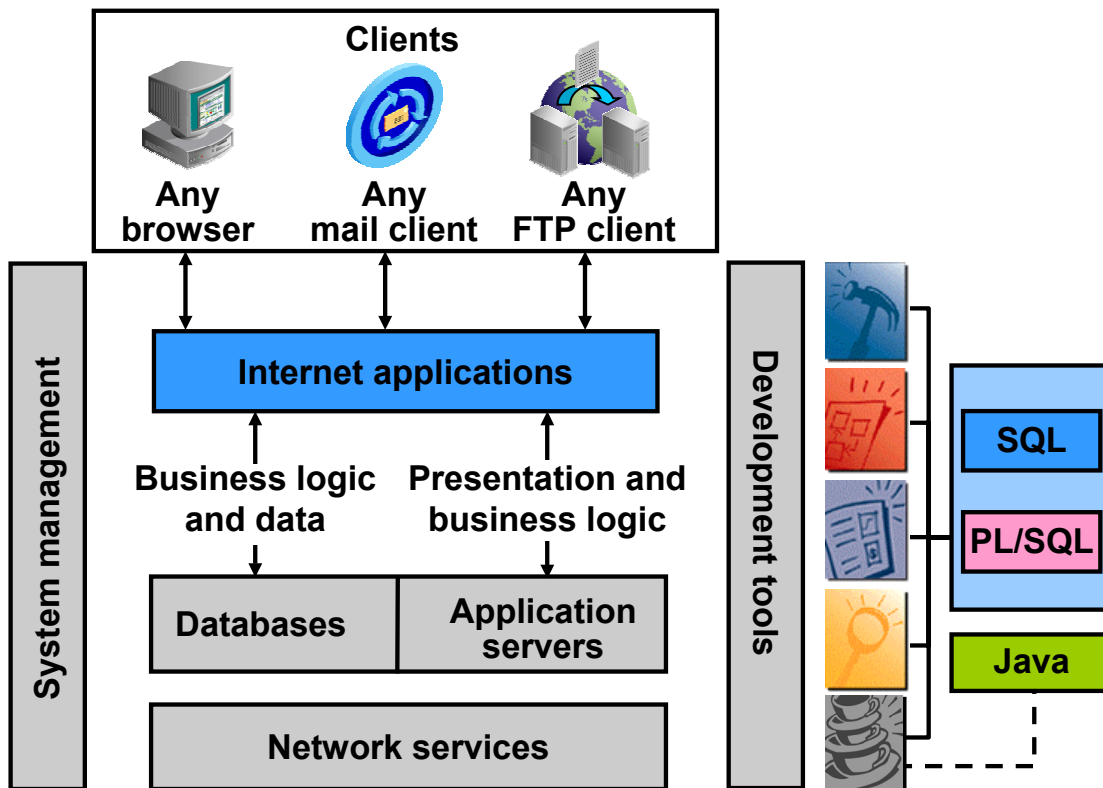 Clients
Any
browser
Any
mail client
Any
FTP client
System management
Internet applications
Business logic
and data
Presentation and
business logic
Databases
Application
servers
Network services
Development tools
SQL
PL/SQL
Java